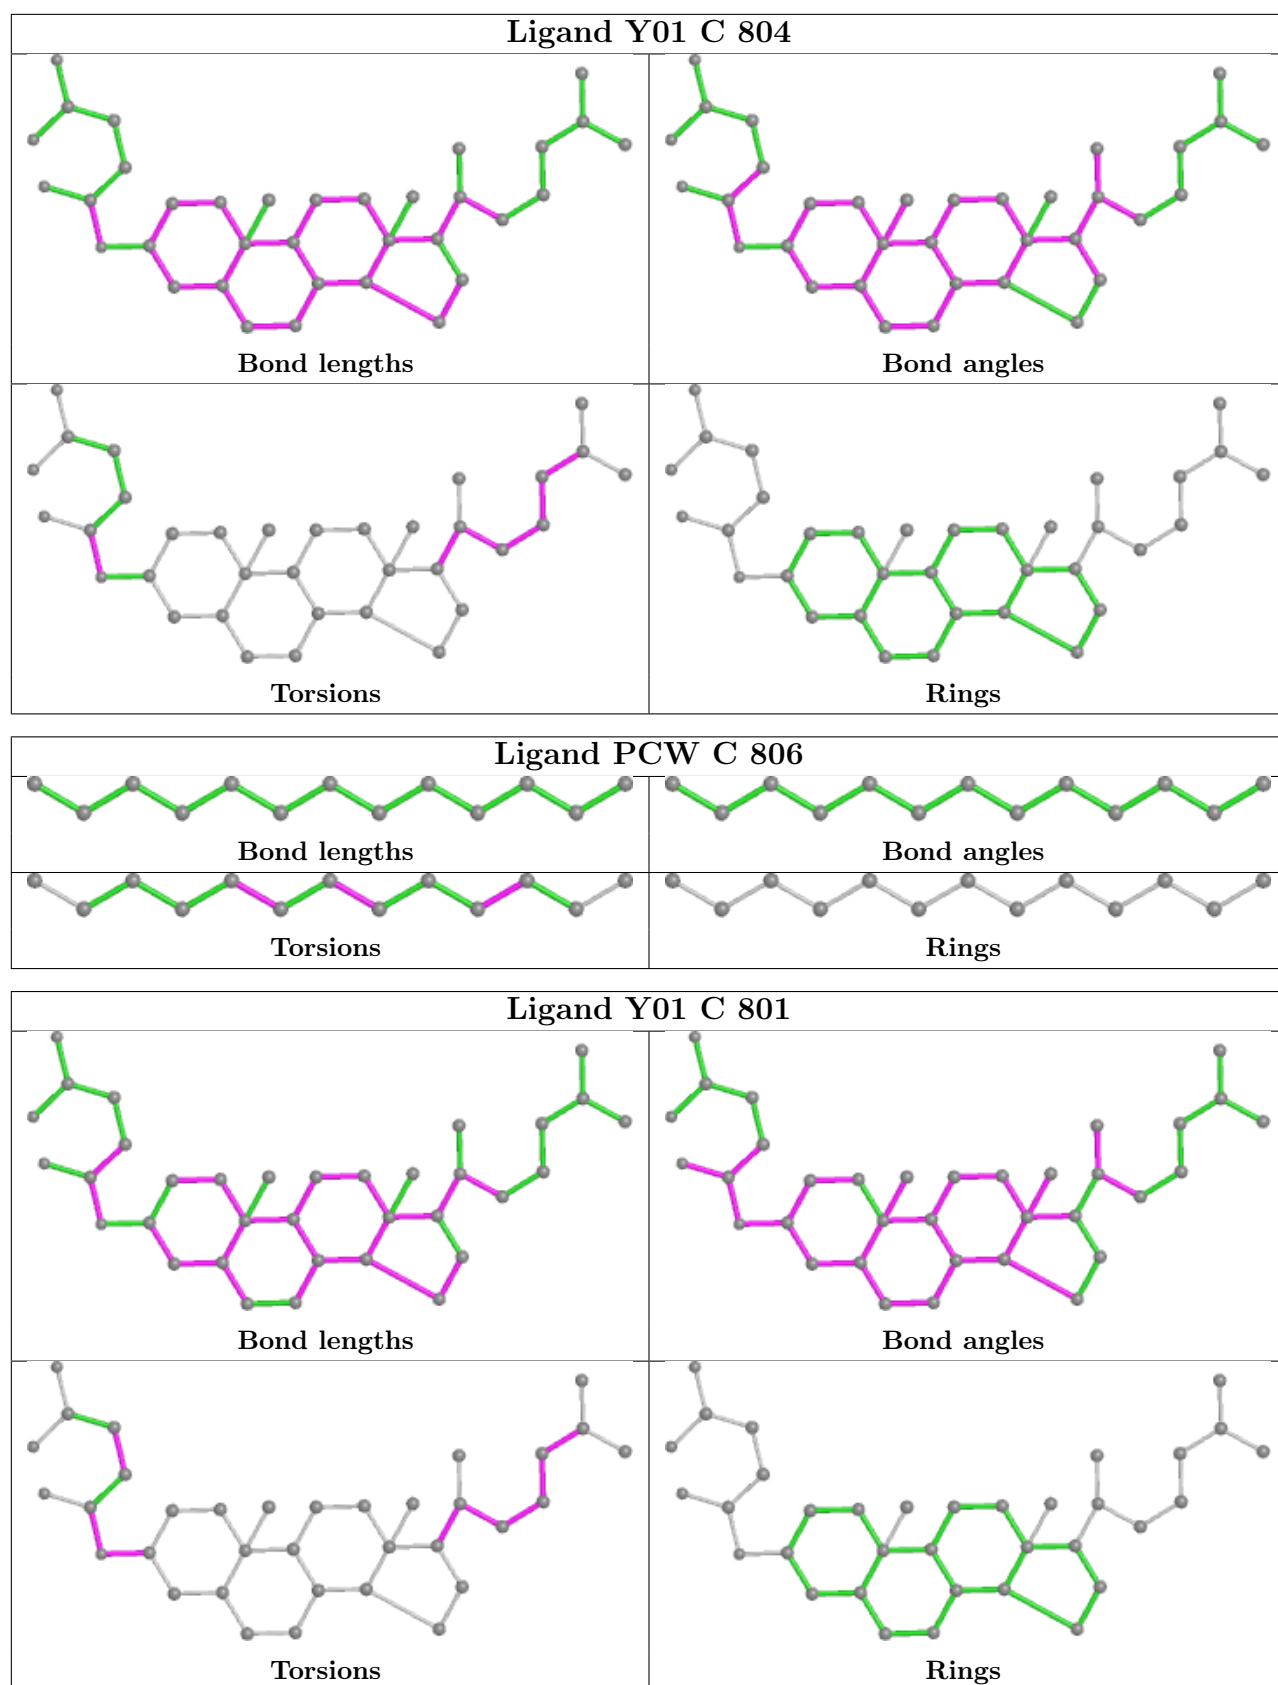 Ligand Y01 C 804
Bond lengths
Bond angles
Torsions
Rings
Ligand PCW C 806
Bond lengths
Bond angles
Torsions
Rings
Ligand Y01 C 801
Bond lengths
Bond angles
Torsions
Rings